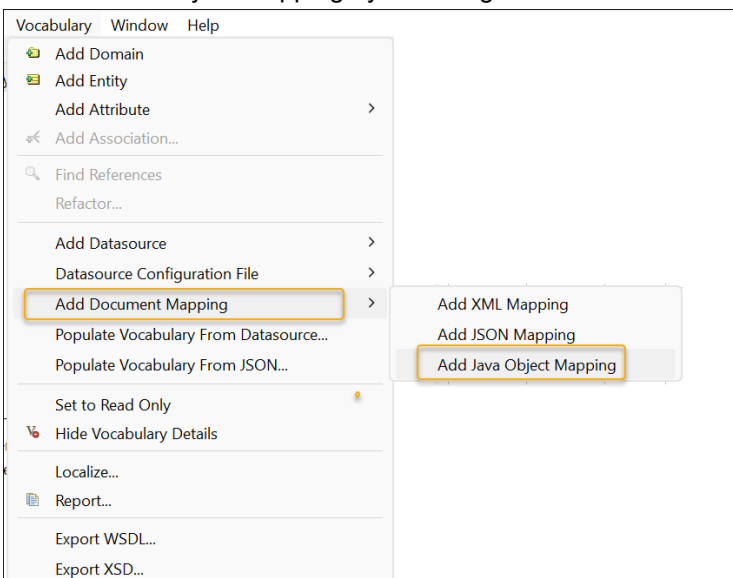 Vocabulary Window Help
Add Domain
Add Entity
Add Attribute
Add Association...
Find References
Refactor...
Add Datasource
Datasource Configuration File
Add Document Mapping
Add XML Mapping
Populate Vocabulary From Datasource...
Add JSON Mapping
Populate Vocabulary From JSON...
Add Java Object Mapping
Set to Read Only
Hide Vocabulary Details
Localize...
Report...
Export WSDL...
Export XSD...